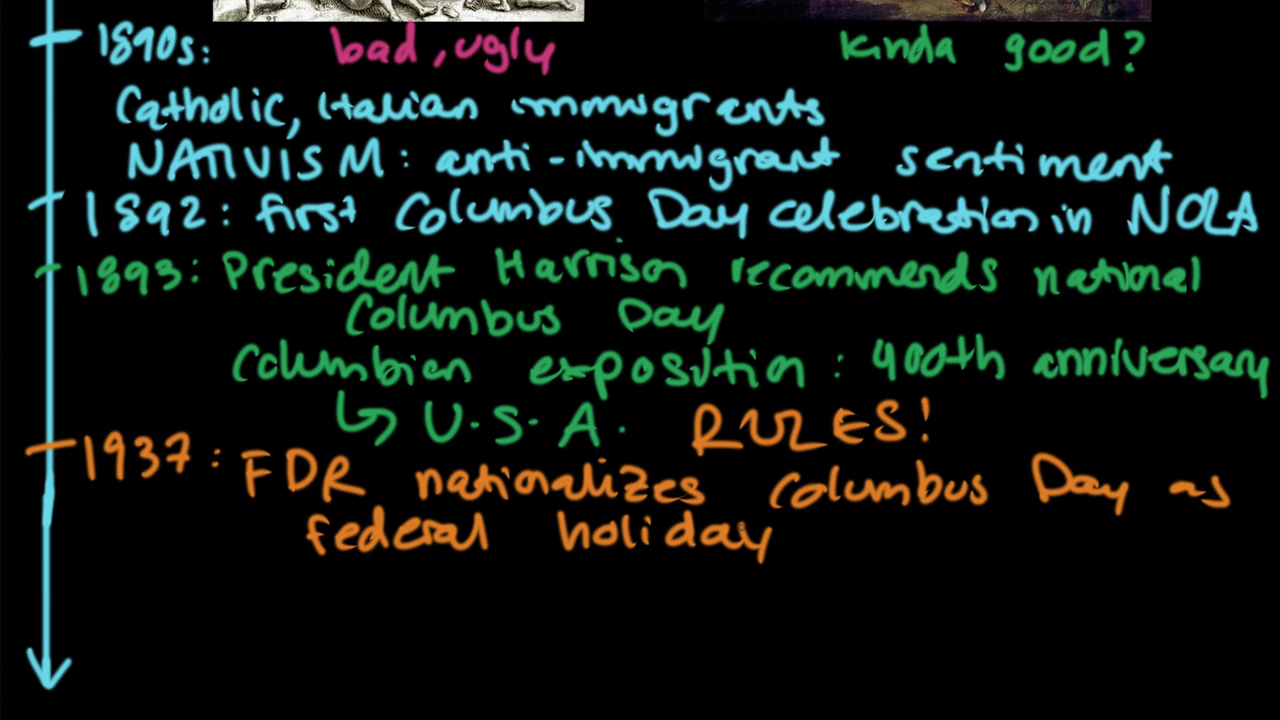 1890s: bad, ugly kinda good?
Catholic, Italian immigrants
NATIVISM: anti-immigrant sentiment
1892: first Columbus Day celebration in NOLA
1893: President Harrison recommends national
Columbus Day
Columbian exposition: 400th anniversary
↳ U.S.A. RULES!
1937: FDR nationalizes Columbus Day as
federal holiday